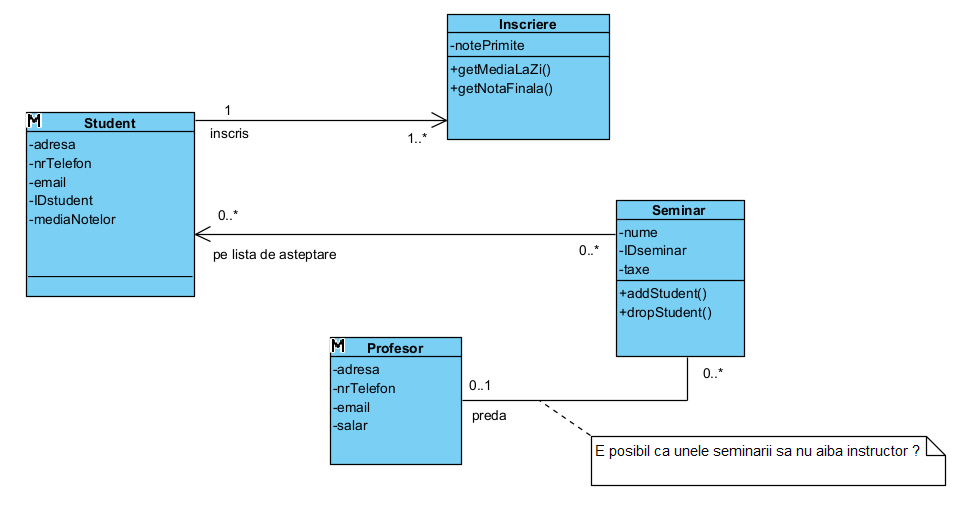 Inscriere
-notePrimite
+getMediaLaZi()
+getNotaFinala()
1
inscris
1..*
M
Student
-adresa
-nrTelefon
-email
-IDstudent
-mediaNotelor
0..*
pe lista de asteptare
0..*
Seminar
-nume
-IDseminar
-taxe
+addStudent()
+dropStudent()
M
Profesor
-adresa
-nrTelefon
-email
-salar
0..1
preda
0..*
E posibil ca unele seminarii sa nu aiba instructor ?